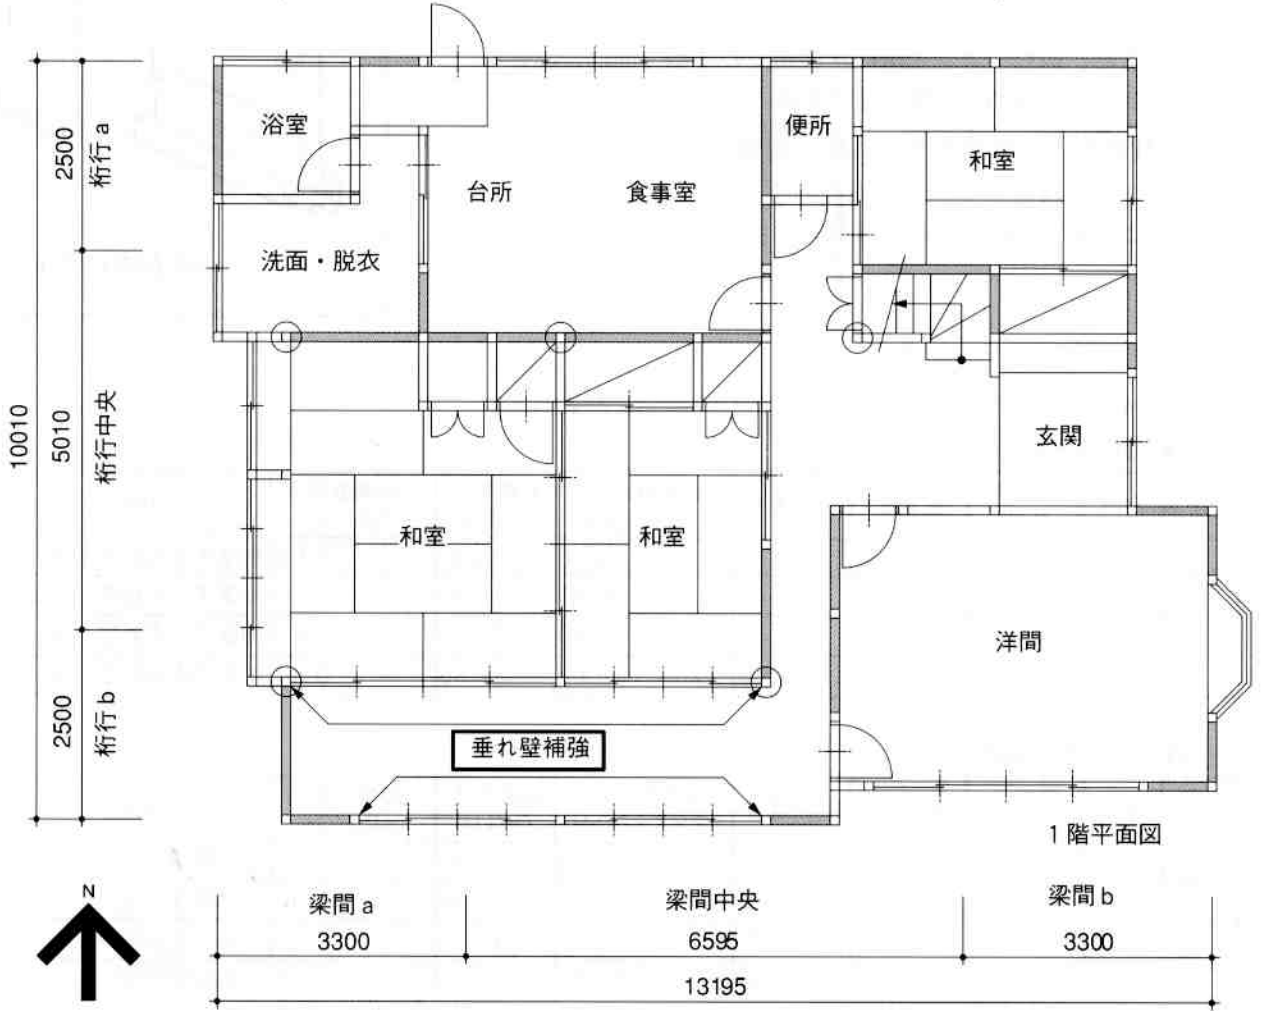 浴室
便所
和室
台所
食事室
洗面・脱衣
2500
桁行 a
10010
5010
桁行中央
玄関
和室
和室
洋間
2500
桁行 b
垂れ壁補強
1 階平面図
N
梁間 a
梁間中央
梁間 b
3300
6595
3300
13195